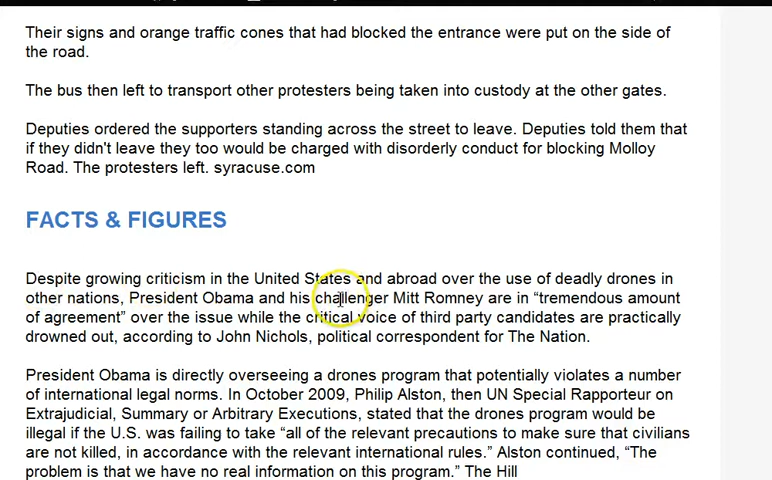 Their signs and orange traffic cones that had blocked the entrance were put on the side of
the road.
The bus then left to transport other protesters being taken into custody at the other gates.
Deputies ordered the supporters standing across the street to leave. Deputies told them that
if they didn't leave they too would be charged with disorderly conduct for blocking Molloy
Road. The protesters left. syracuse.com
FACTS & FIGURES
Despite growing criticism in the United States and abroad over the use of deadly drones in
other nations, President Obama and his challenger Mitt Romney are in “tremendous amount
of agreement” over the issue while the critical voice of third party candidates are practically
drowned out, according to John Nichols, political correspondent for The Nation.
President Obama is directly overseeing a drones program that potentially violates a number
of international legal norms. In October 2009, Philip Alston, then UN Special Rapporteur on
Extrajudicial, Summary or Arbitrary Executions, stated that the drones program would be
illegal if the U.S. was failing to take “all of the relevant precautions to make sure that civilians
are not killed, in accordance with the relevant international rules.” Alston continued, “The
problem is that we have no real information on this program.” The Hill